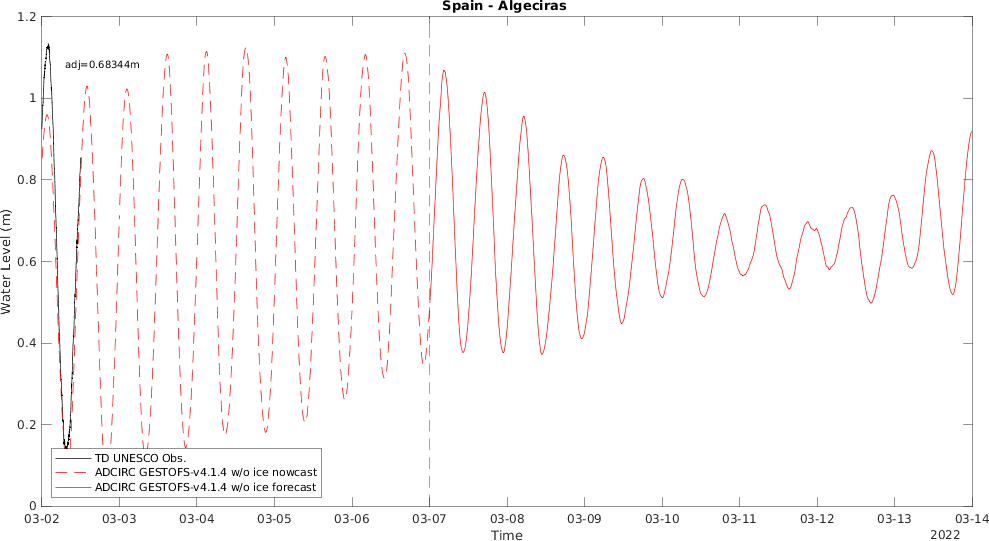 Spain - Algeciras
1.2
1
0.8
0.6
0.4
0.2
0
Water Level (m)
adj=0.68344m
TD UNESCO Obs.
ADCIRC GESTOFS-v4.1.4 w/o ice nowcast
ADCIRC GESTOFS-v4.1.4 w/o ice forecast
03-02 03-03 03-04 03-05 03-06 03-07 03-08 03-09 03-10 03-11 03-12 03-13 03-14
Time
2022